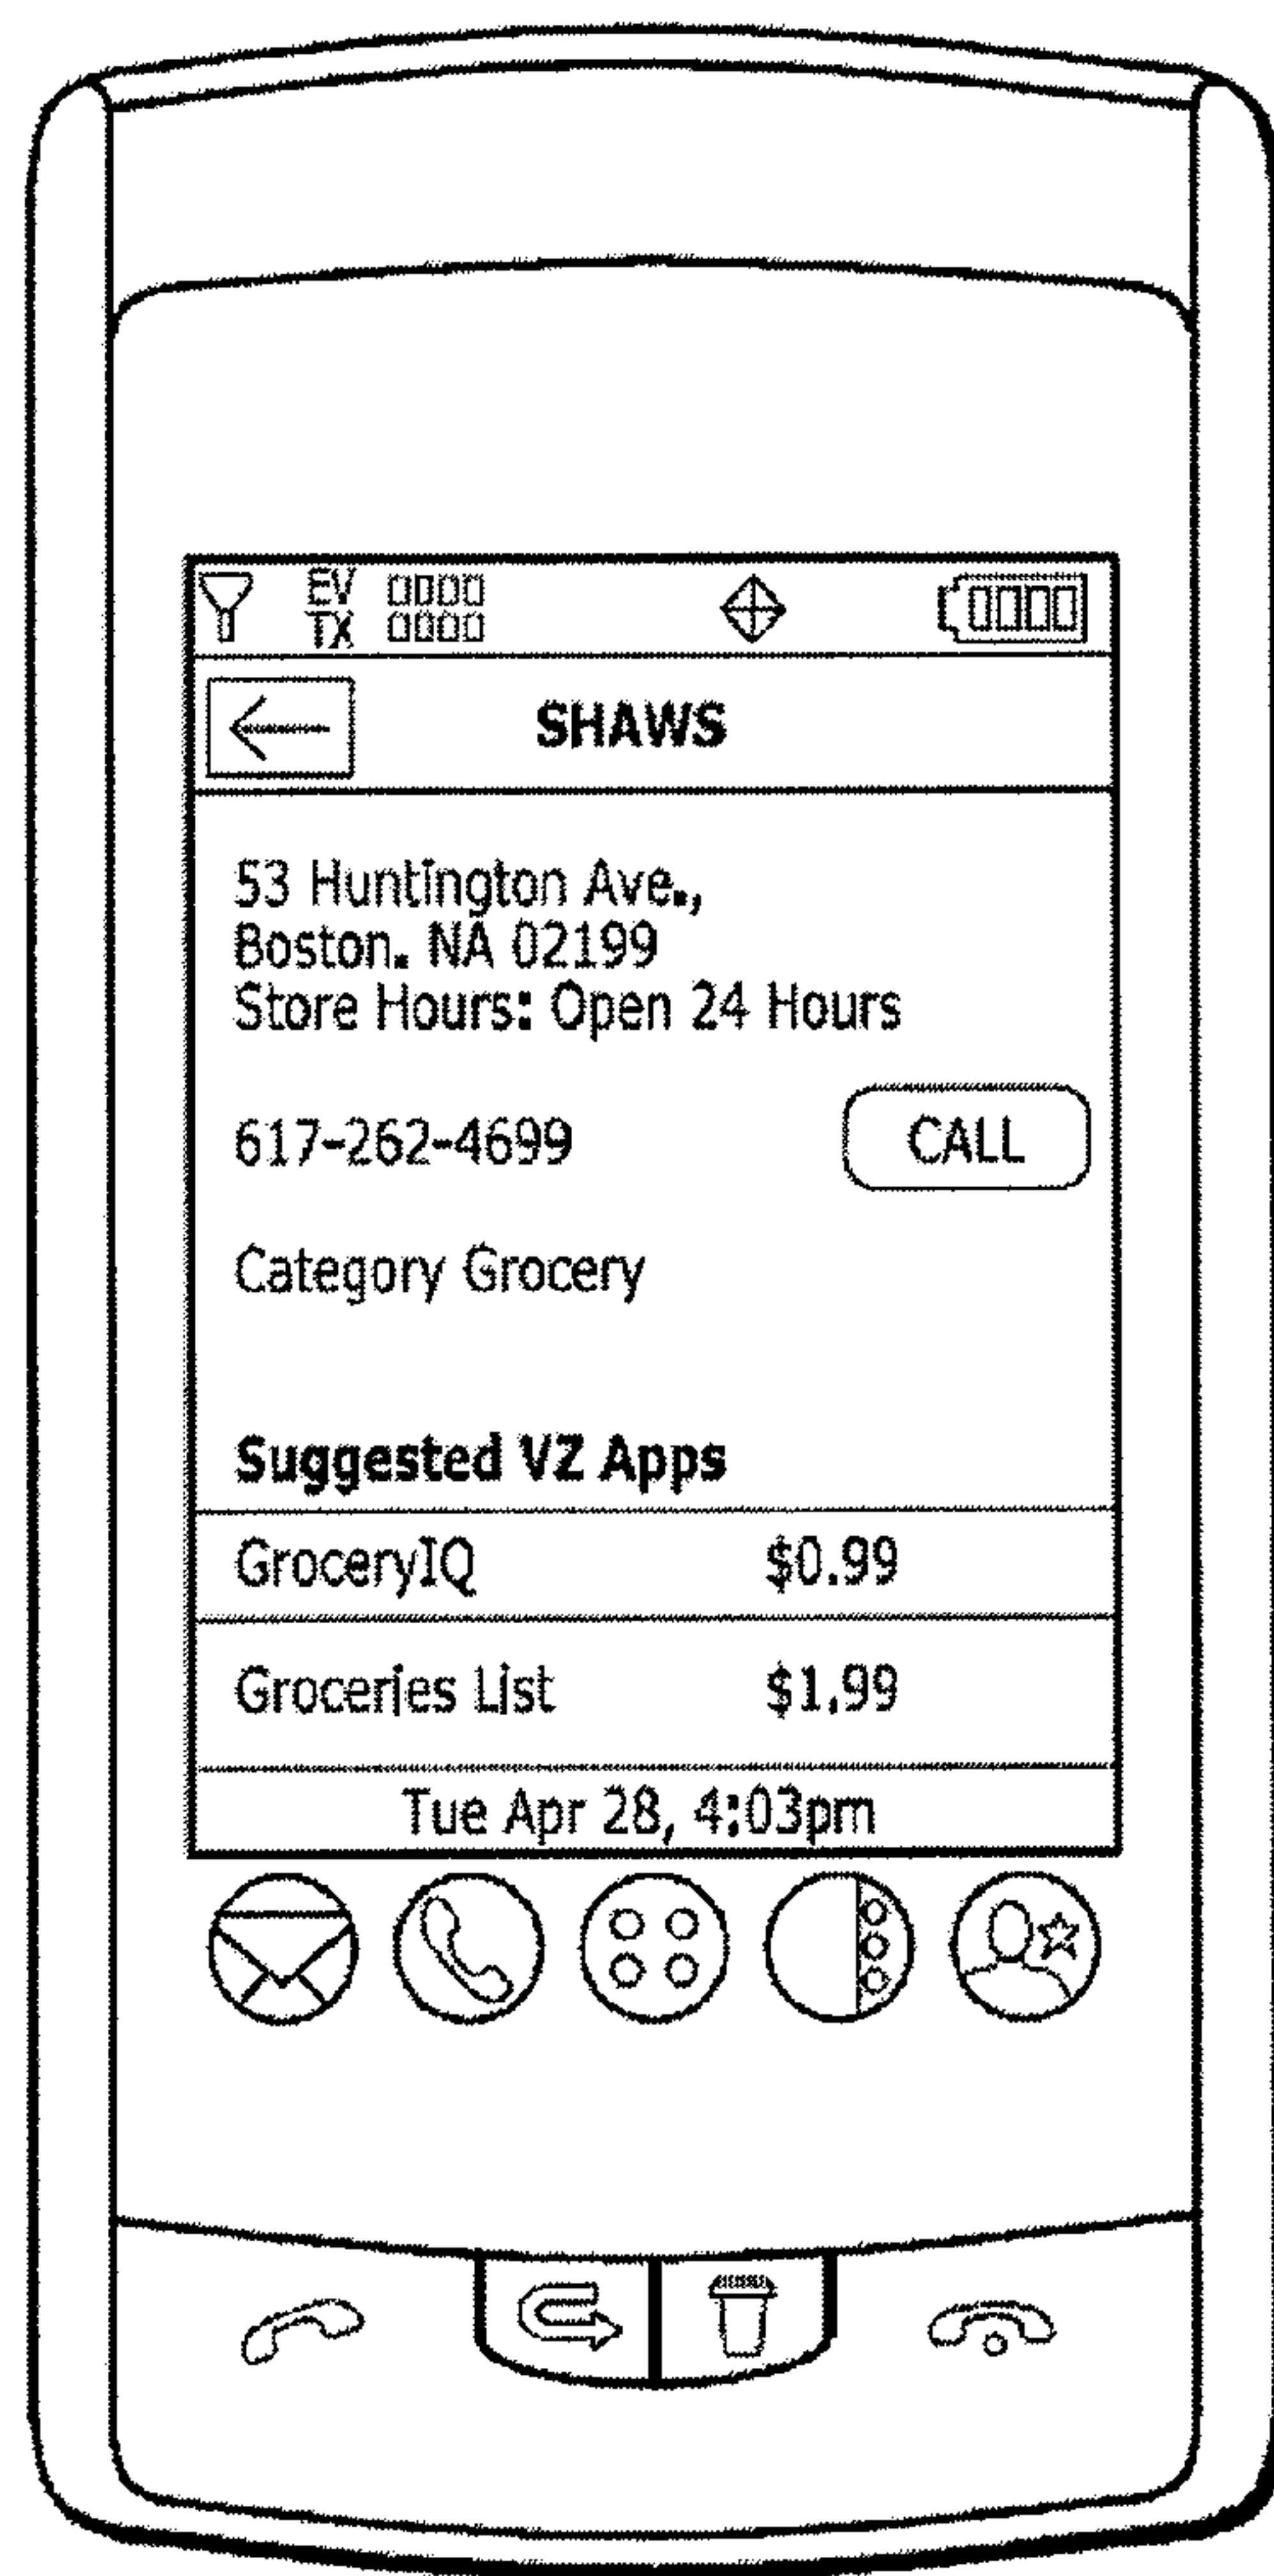 EV
TX
SHAWS
53 Huntington Ave.,
Boston. NA 02199
Store Hours: Open 24 Hours
617-262-4699 CALL
Category Grocery
Suggested VZ Apps
GroceryIQ $0.99
Groceries List $1.99
Tue Apr 28, 4:03pm